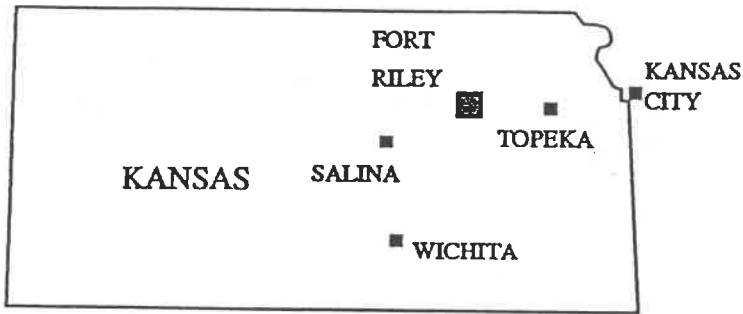 FORT
RILEY
KANSAS
CITY
TOPEKA
KANSAS
SALINA
WICHITA